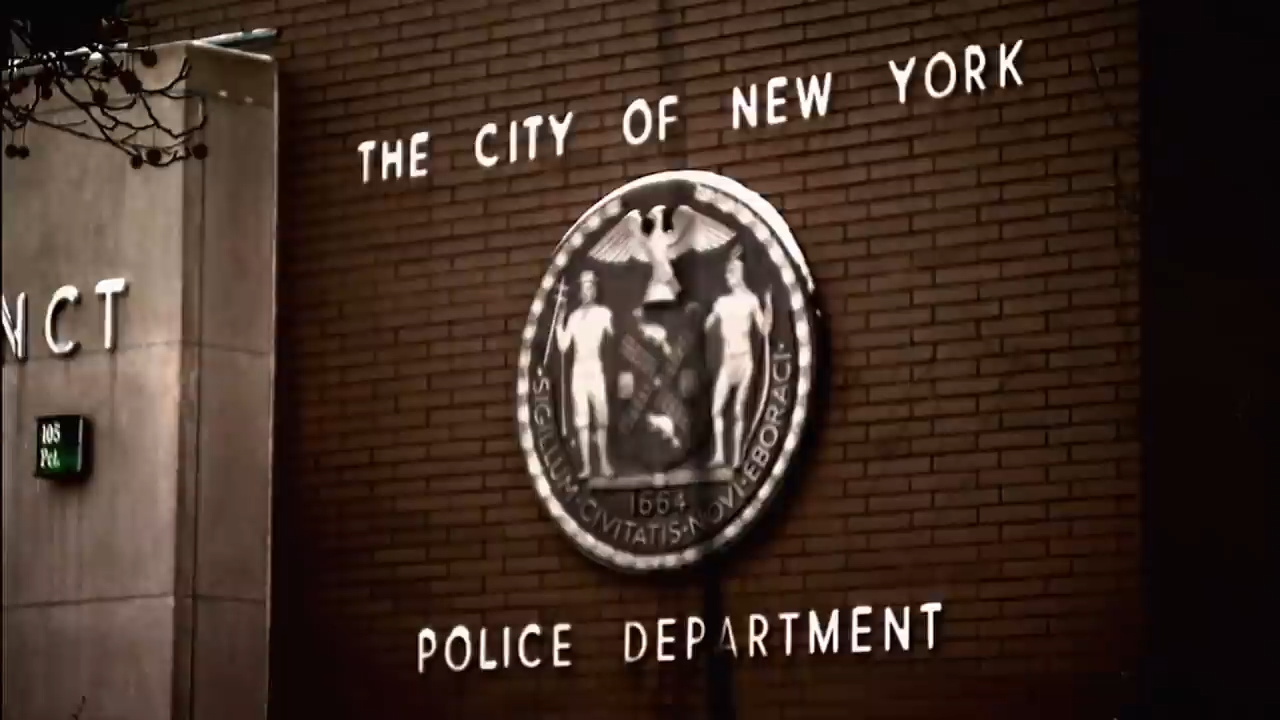 THE CITY OF NEW YORK
NCT
105
Pct.
·SIGILLUM·CIVITATIS·NOVI·EBORACI·
1664
POLICE DEPARTMENT